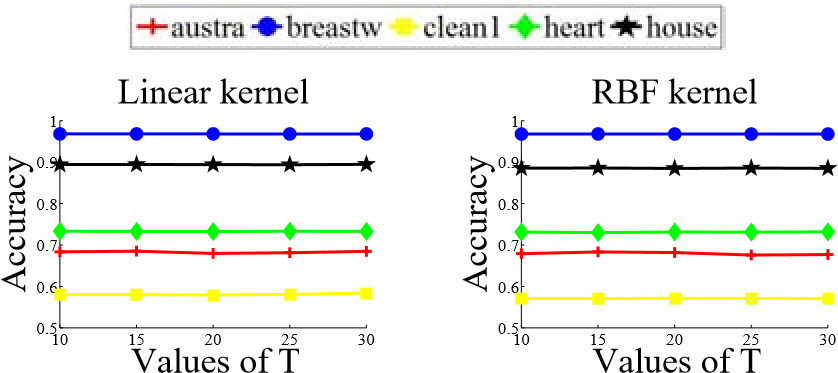 austra breastw clean1 heart house
Linear kernel
1
0.9
0.8
0.7
0.6
0.5
Accuracy
10 15 20 25 30
Values of T
RBF kernel
1
0.9
0.8
0.7
0.6
0.5
Accuracy
10 15 20 25 30
Values of T